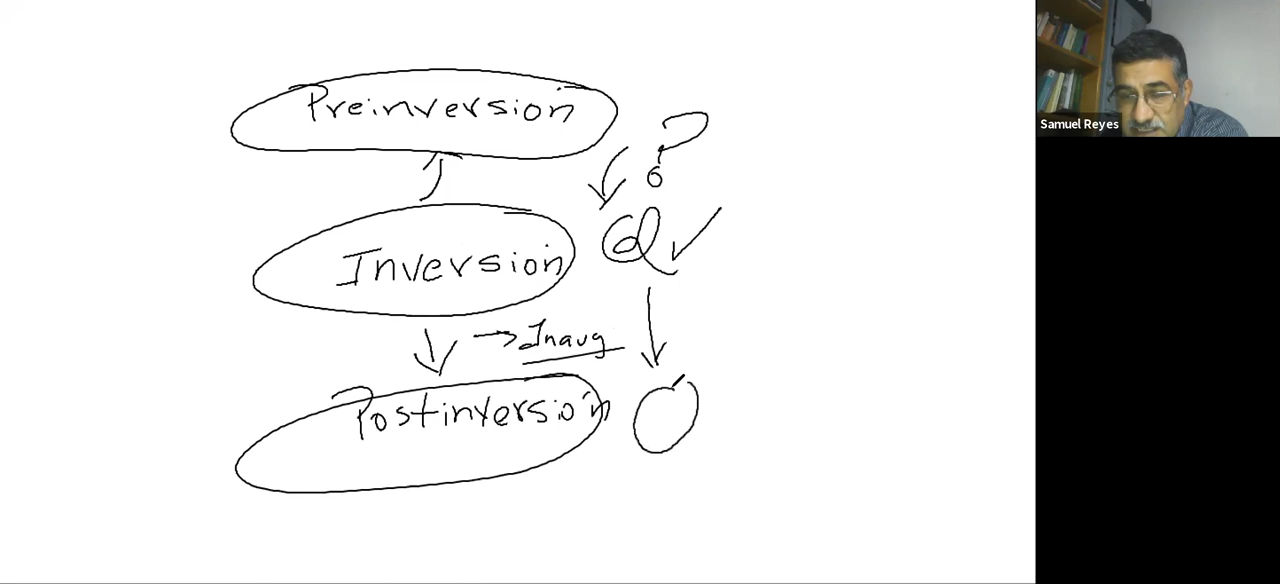 Preinversion
?
Samuel Reyes
Inversion
→ Inaug
Postinversion